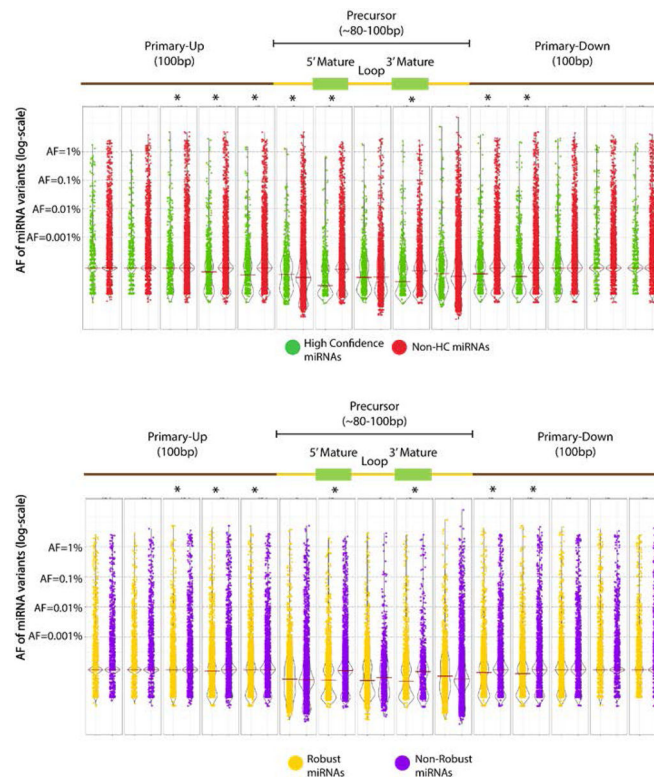 Precursor
(~80-100bp)
Primary-Up
(100bp)
5' Mature
Loop
3' Mature
Primary-Down
(100bp)
* * * * * * * *
AF of miRNA variants (log-scale)
AF=1%
AF=0.1%
AF=0.01%
AF=0.001%
High Confidence
miRNAs
Non-HC miRNAs
Precursor
(~80-100bp)
Primary-Up
(100bp)
5' Mature
Loop
3' Mature
Primary-Down
(100bp)
* * * * * * *
AF of miRNA variants (log-scale)
AF=1%
AF=0.1%
AF=0.01%
AF=0.001%
Robust
miRNAs
Non-Robust
miRNAs